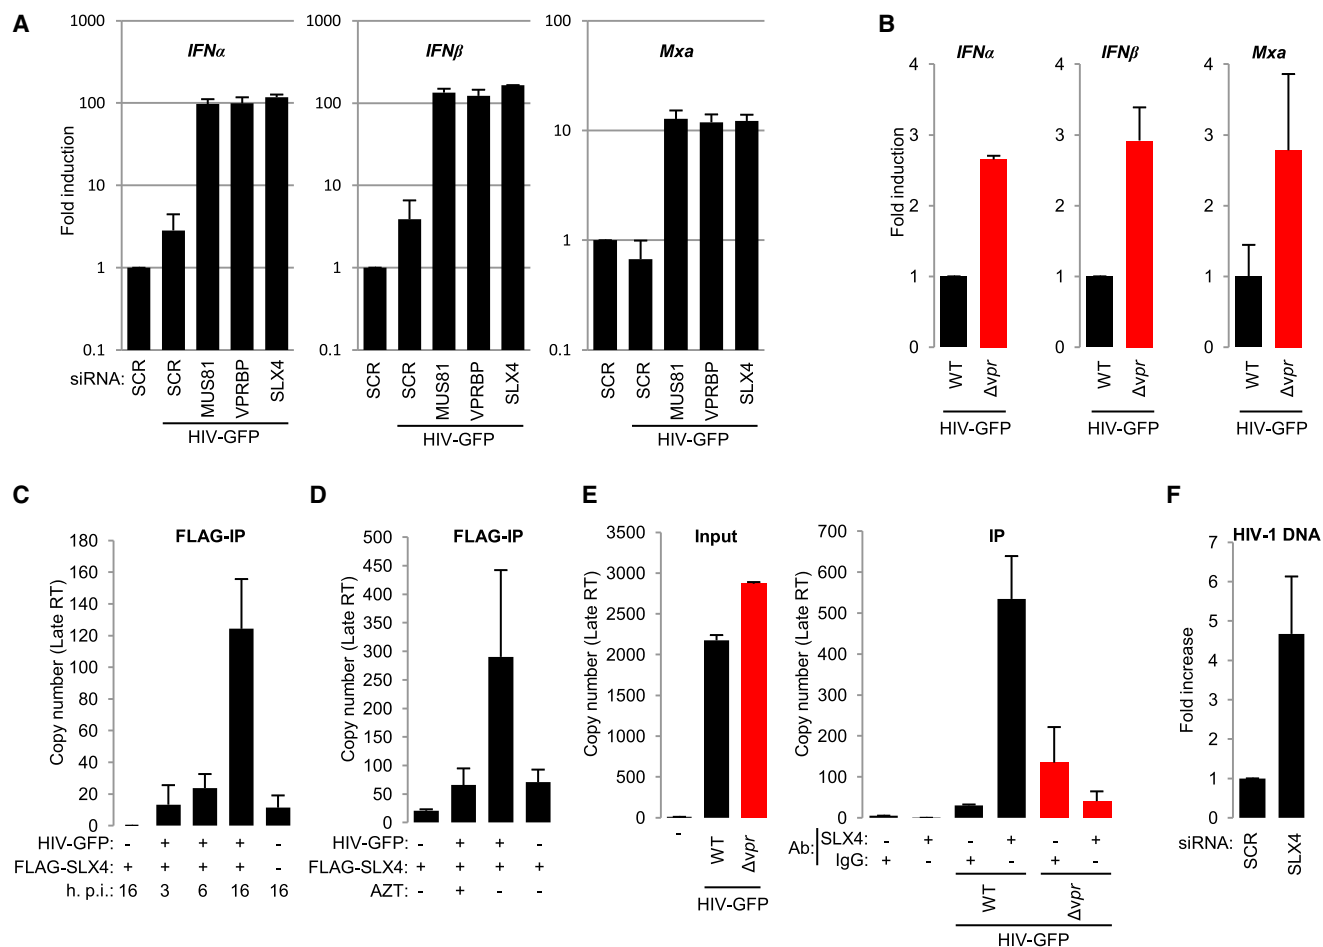 A
IFNα
IFNβ
Mxa
Fold induction
1000
100
10
1
0.1
1000
100
10
1
0.1
100
10
1
0.1
siRNA:
SCR
SCR
MUS81
VPRBP
SLX4
HIV-GFP
SCR
SCR
MUS81
VPRBP
SLX4
HIV-GFP
SCR
SCR
MUS81
VPRBP
SLX4
HIV-GFP
B
IFNα
IFNβ
Mxa
Fold induction
4
3
2
1
0
4
3
2
1
0
4
3
2
1
0
WT
Δvpr
HIV-GFP
WT
Δvpr
HIV-GFP
WT
Δvpr
HIV-GFP
C
FLAG-IP
Copy number (Late RT)
180
160
140
120
100
80
60
40
20
0
HIV-GFP: - + + + -
FLAG-SLX4: + + + + -
h. p.i.: 16 3 6 16 16
D
FLAG-IP
Copy number (Late RT)
500
450
400
350
300
250
200
150
100
50
0
HIV-GFP: - + + -
FLAG-SLX4: + + + +
AZT: - + - -
E
Input
Copy number (Late RT)
3500
3000
2500
2000
1500
1000
500
0
-
WT
Δvpr
HIV-GFP
IP
Copy number (Late RT)
700
600
500
400
300
200
100
0
Ab:
SLX4: - + - + - +
IgG: + - + - + -
WT
Δvpr
HIV-GFP
F
HIV-1 DNA
Fold increase
7
6
5
4
3
2
1
0
siRNA:
SCR
SLX4